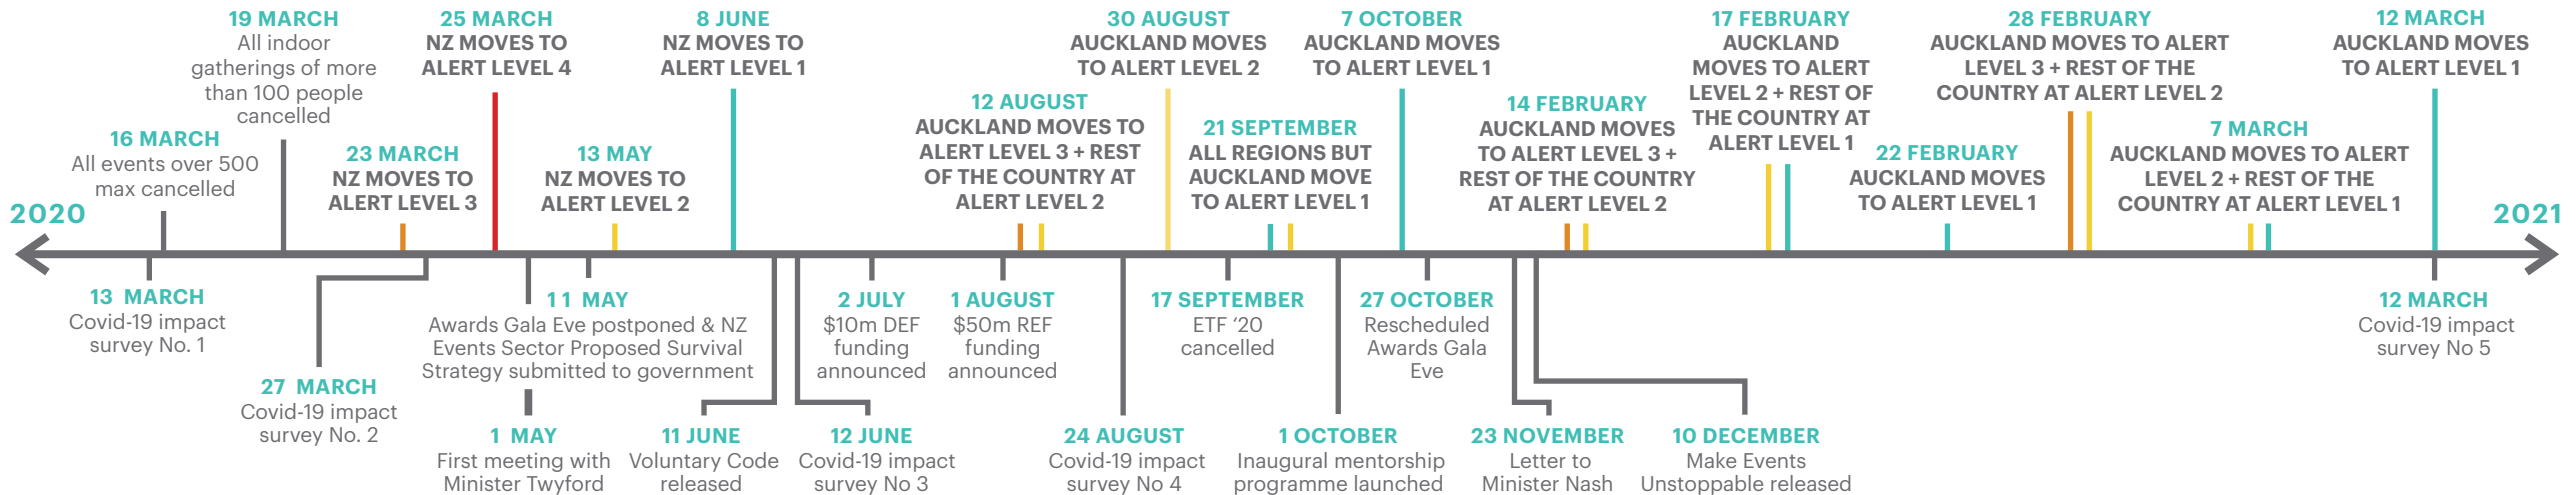 2020
13 MARCH
Covid-19 impact
survey No. 1
16 MARCH
All events over 500
max cancelled
19 MARCH
All indoor
gatherings of more
than 100 people
cancelled
23 MARCH
NZ MOVES TO
ALERT LEVEL 3
27 MARCH
Covid-19 impact
survey No. 2
25 MARCH
NZ MOVES TO
ALERT LEVEL 4
1 MAY
First meeting with
Minister Twyford
11 MAY
Awards Gala Eve postponed & NZ
Events Sector Proposed Survival
Strategy submitted to government
13 MAY
NZ MOVES TO
ALERT LEVEL 2
8 JUNE
NZ MOVES TO
ALERT LEVEL 1
11 JUNE
Voluntary Code
released
12 JUNE
Covid-19 impact
survey No 3
2 JULY
$10m DEF
funding
announced
1 AUGUST
$50m REF
funding
announced
12 AUGUST
AUCKLAND MOVES TO
ALERT LEVEL 3 + REST
OF THE COUNTRY AT
ALERT LEVEL 2
24 AUGUST
Covid-19 impact
survey No 4
30 AUGUST
AUCKLAND MOVES
TO ALERT LEVEL 2
17 SEPTEMBER
ETF ‘20
cancelled
21 SEPTEMBER
ALL REGIONS BUT
AUCKLAND MOVE
TO ALERT LEVEL 1
1 OCTOBER
Inaugural mentorship
programme launched
7 OCTOBER
AUCKLAND MOVES
TO ALERT LEVEL 1
27 OCTOBER
Rescheduled
Awards Gala
Eve
23 NOVEMBER
Letter to
Minister Nash
10 DECEMBER
Make Events
Unstoppable released
14 FEBRUARY
AUCKLAND MOVES
TO ALERT LEVEL 3 +
REST OF THE COUNTRY
AT ALERT LEVEL 2
17 FEBRUARY
AUCKLAND
MOVES TO ALERT
LEVEL 2 + REST OF
THE COUNTRY AT
ALERT LEVEL 1
22 FEBRUARY
AUCKLAND MOVES
TO ALERT LEVEL 1
28 FEBRUARY
AUCKLAND MOVES TO ALERT
LEVEL 3 + REST OF THE
COUNTRY AT ALERT LEVEL 2
7 MARCH
AUCKLAND MOVES TO ALERT
LEVEL 2 + REST OF THE
COUNTRY AT ALERT LEVEL 1
12 MARCH
AUCKLAND MOVES
TO ALERT LEVEL 1
12 MARCH
Covid-19 impact
survey No 5
2021